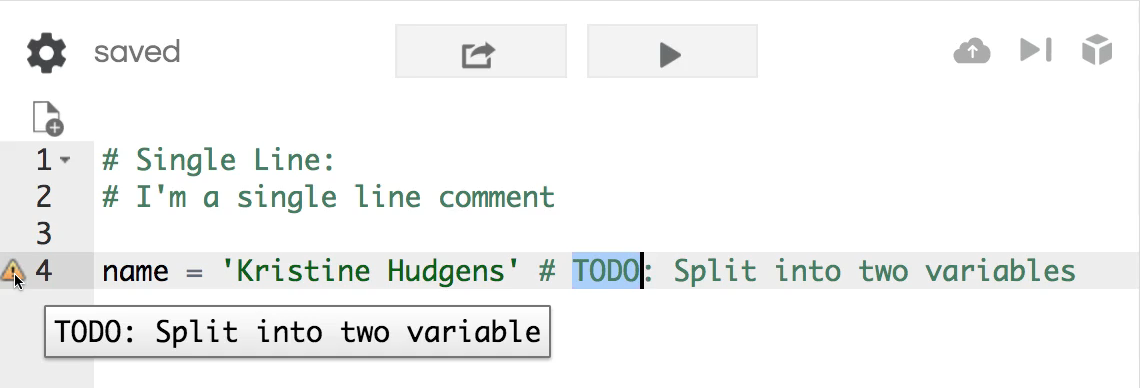 saved
1 # Single Line:
2 # I'm a single line comment
3
4 name = 'Kristine Hudgens' # TODO: Split into two variables
TODO: Split into two variable